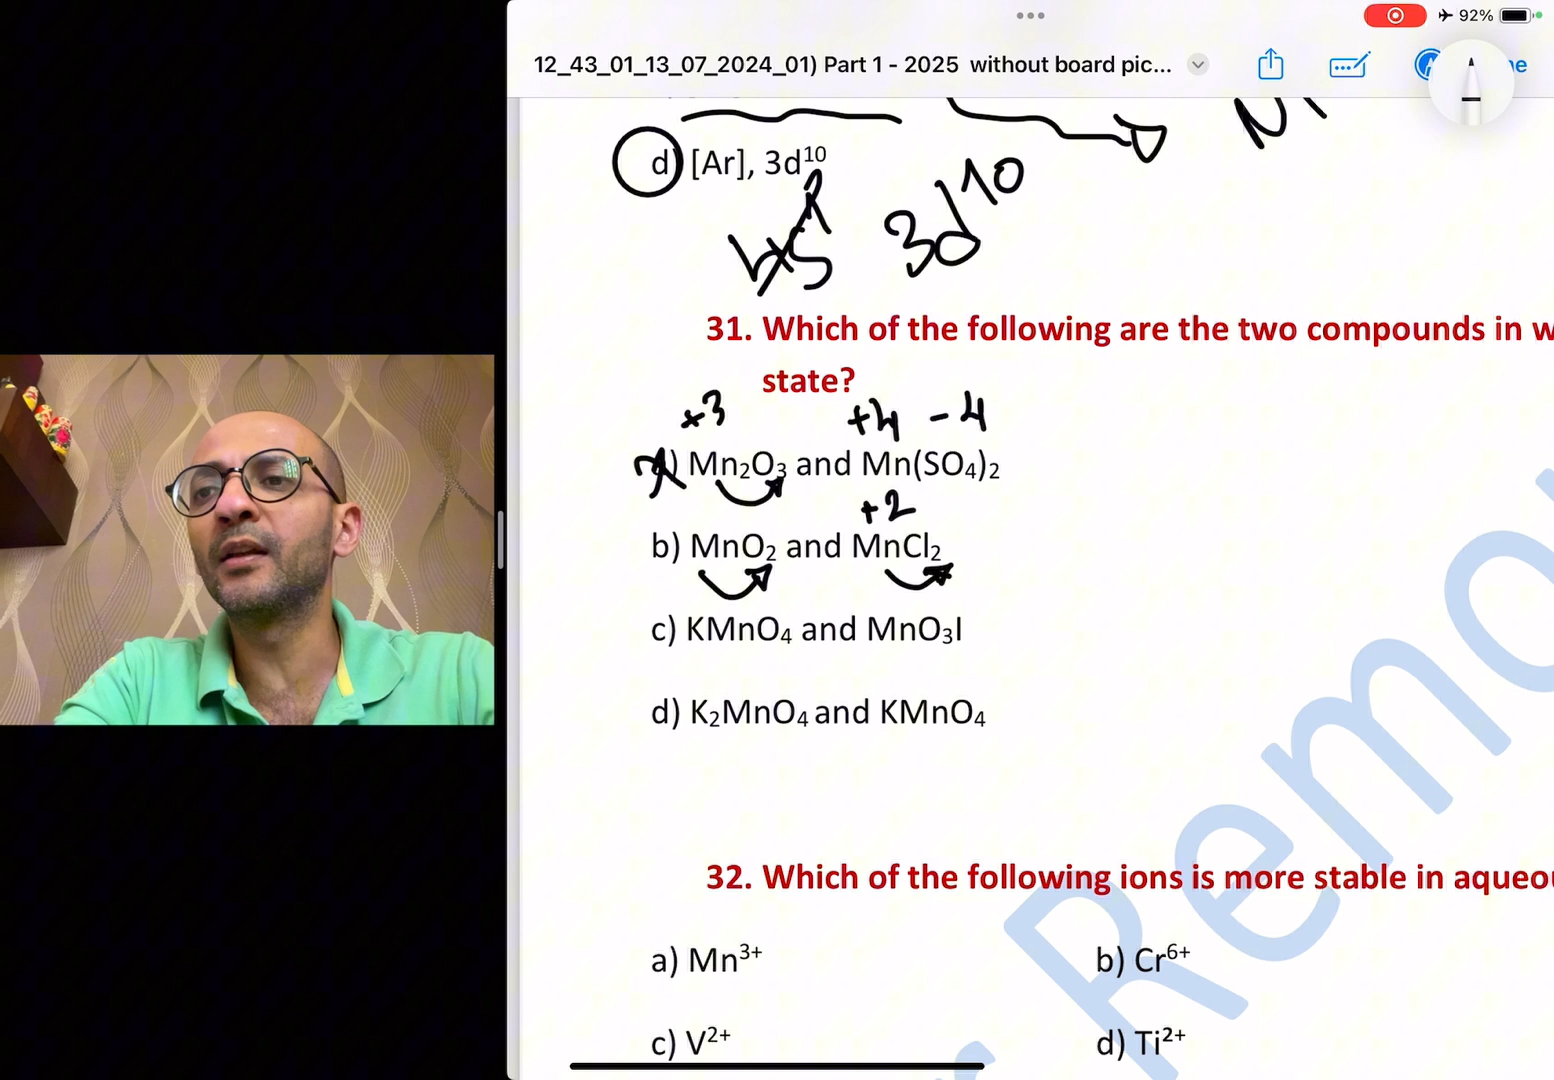 92%
12_43_01_13_07_2024_01) Part 1 - 2025 without board pic...
d) [Ar], 3d¹⁰
4s 3d¹⁰
31. Which of the following are the two compounds in w
state?
+3 +4 -4
a) Mn₂O₃ and Mn(SO₄)₂
+2
b) MnO₂ and MnCl₂
c) KMnO₄ and MnO₃I
d) K₂MnO₄ and KMnO₄
32. Which of the following ions is more stable in aqueo
a) Mn³⁺ b) Cr⁶⁺
c) V²⁺ d) Ti²⁺